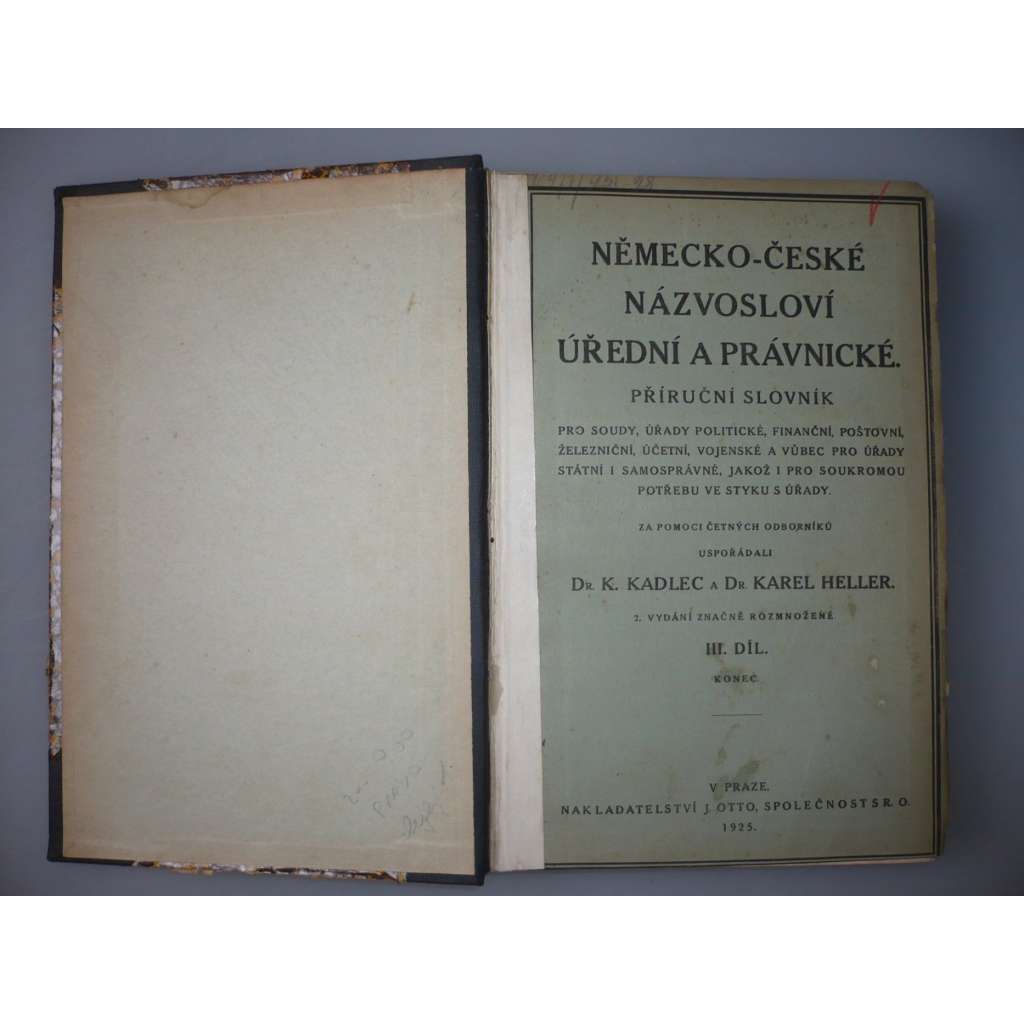 NĚMECKO-ČESKÉ
NÁZVOSLOVÍ
ÚŘEDNÍ A PRÁVNICKÉ.
PŘÍRUČNÍ SLOVNÍK
PRO SOUDY, ÚŘADY POLITICKÉ, FINANČNÍ, POŠTOVNÍ,
ŽELEZNIČNÍ, ÚČETNÍ, VOJENSKÉ A VŮBEC PRO ÚŘADY
STÁTNÍ I SAMOSPRÁVNÉ, JAKOŽ I PRO SOUKROMOU
POTŘEBU VE STYKU S ÚŘADY.
ZA POMOCI ČETNÝCH ODBORNÍKŮ
USPOŘÁDALI
DR. K. KADLEC A DR. KAREL HELLER.
2. VYDÁNÍ ZNAČNĚ ROZMNOŽENÉ
III. DÍL.
KONEC
V PRAZE.
NAKLADATELSTVÍ J. OTTO, SPOLEČNOST S R. O.
1925.